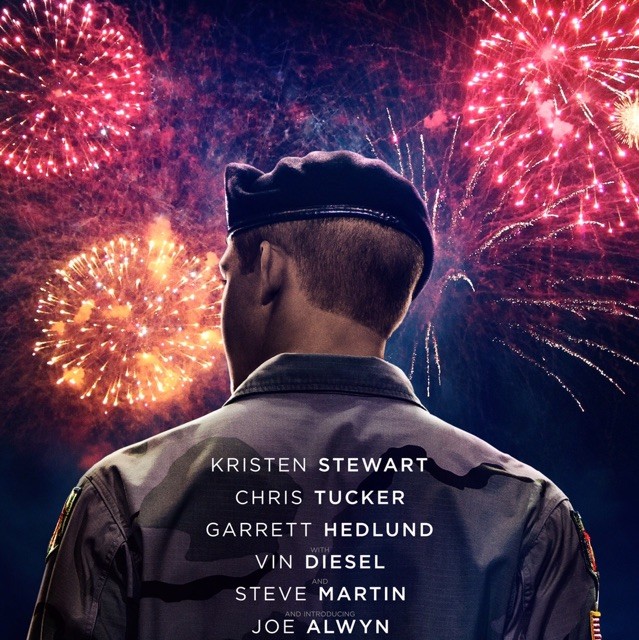 KRISTEN STEWART
CHRIS TUCKER
GARRETT HEDLUND
WITH
VIN DIESEL
AND
STEVE MARTIN
AND INTRODUCING
JOE ALWYN